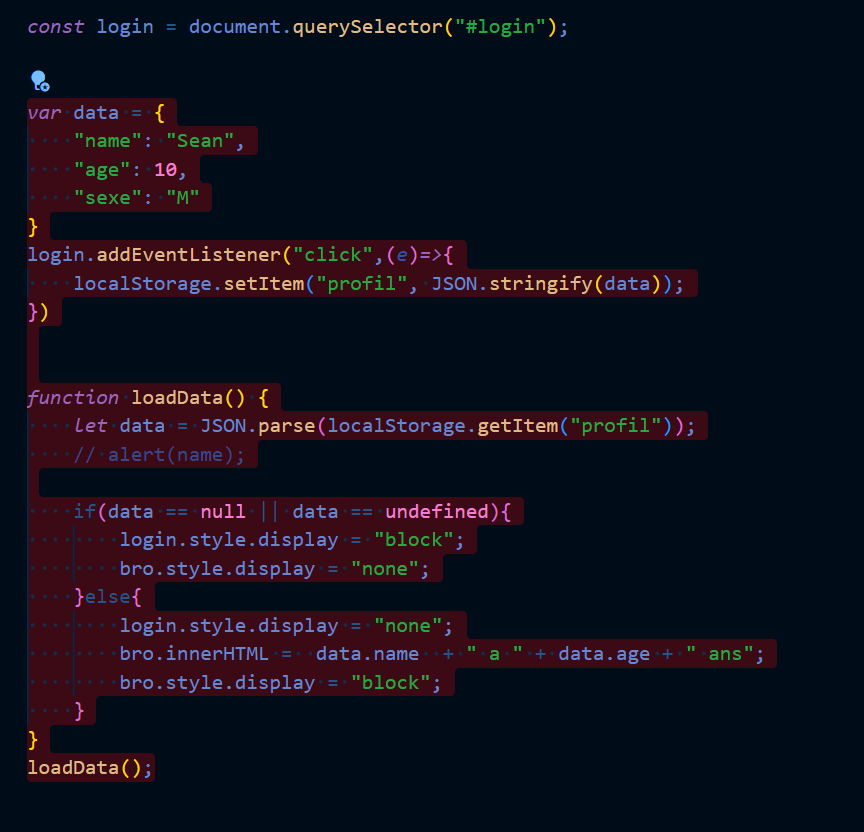 const login = document.querySelector("#login");
var data = {
    "name": "Sean",
    "age": 10,
    "sexe": "M"
}
login.addEventListener("click",(e)=>{
    localStorage.setItem("profil", JSON.stringify(data));
})
function loadData() {
    let data = JSON.parse(localStorage.getItem("profil"));
    // alert(name);
    if(data == null || data == undefined){
        login.style.display = "block";
        bro.style.display = "none";
    }else{
        login.style.display = "none";
        bro.innerHTML =  data.name  + " a " + data.age + " ans";
        bro.style.display = "block";
    }
}
loadData();